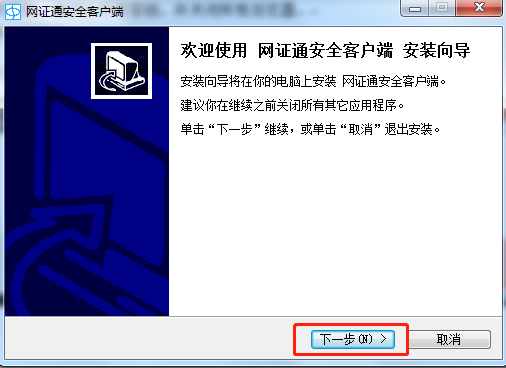 网证通安全客户端
欢迎使用 网证通安全客户端 安装向导
安装向导将在你的电脑上安装 网证通安全客户端。
建议你在继续之前关闭所有其它应用程序。
单击“下一步”继续，或单击“取消”退出安装。
下一步(N) >
取消